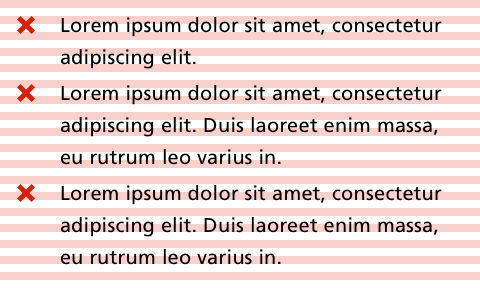 Lorem ipsum dolor sit amet, consectetur
adipiscing elit.
Lorem ipsum dolor sit amet, consectetur
adipiscing elit. Duis laoreet enim massa,
eu rutrum leo varius in.
Lorem ipsum dolor sit amet, consectetur
adipiscing elit. Duis laoreet enim massa,
eu rutrum leo varius in.